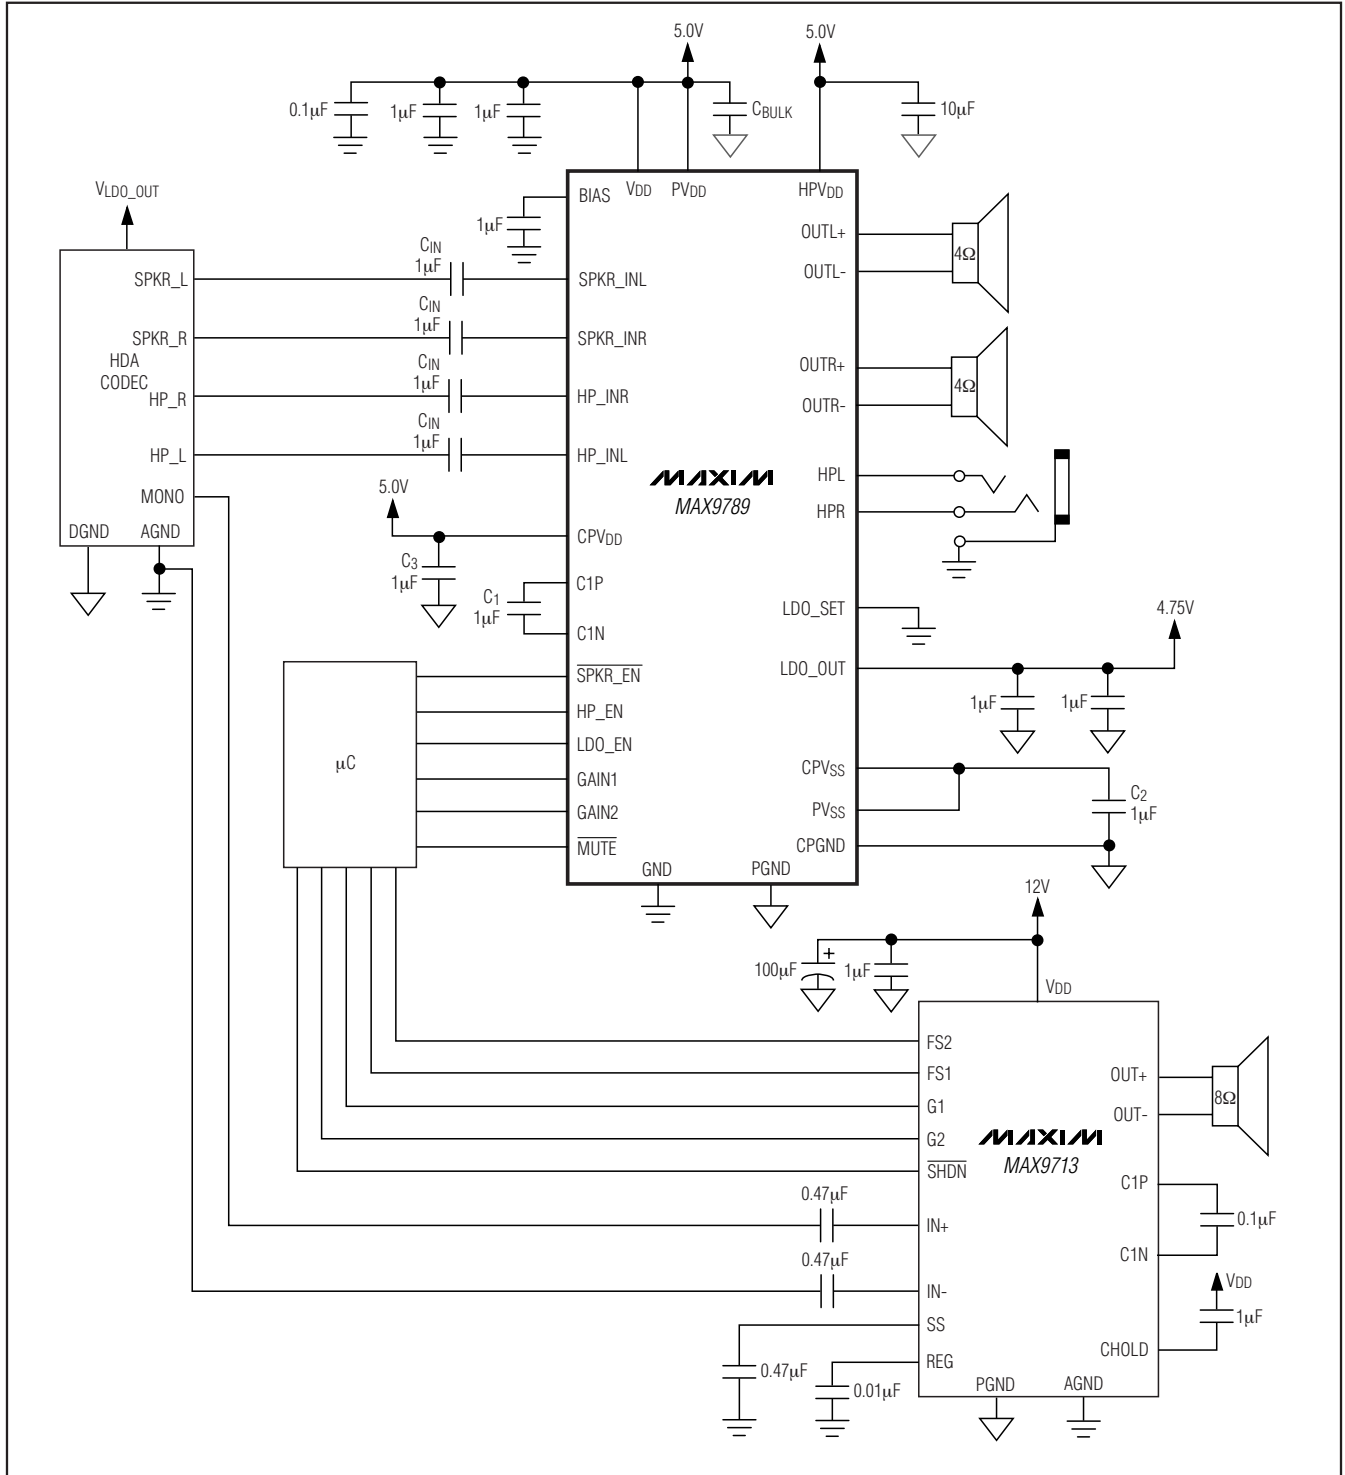 5.0V
5.0V
0.1µF
1µF
1µF
CBULK
10µF
VLDO_OUT
BIAS
VDD
PVDD
HPVDD
1µF
OUTL+
4Ω
OUTL-
CIN
1µF
SPKR_L
SPKR_INL
CIN
1µF
SPKR_R
SPKR_INR
HDA
CODEC
CIN
1µF
HP_R
HP_INR
OUTR+
4Ω
OUTR-
CIN
1µF
HP_L
HP_INL
MAXIM
MAX9789
HPL
HPR
MONO
5.0V
DGND
AGND
CPVDD
C3
1µF
C1P
C1
1µF
C1N
LDO_SET
4.75V
LDO_OUT
1µF
1µF
SPKR_EN
HP_EN
LDO_EN
µC
GAIN1
GAIN2
MUTE
CPVSS
PVSS
C2
1µF
CPGND
GND
PGND
12V
100µF
+
1µF
VDD
FS2
FS1
G1
G2
SHDN
MAXIM
MAX9713
OUT+
OUT-
8Ω
C1P
0.1µF
C1N
0.47µF
IN+
0.47µF
IN-
VDD
1µF
SS
CHOLD
0.47µF
REG
0.01µF
PGND
AGND